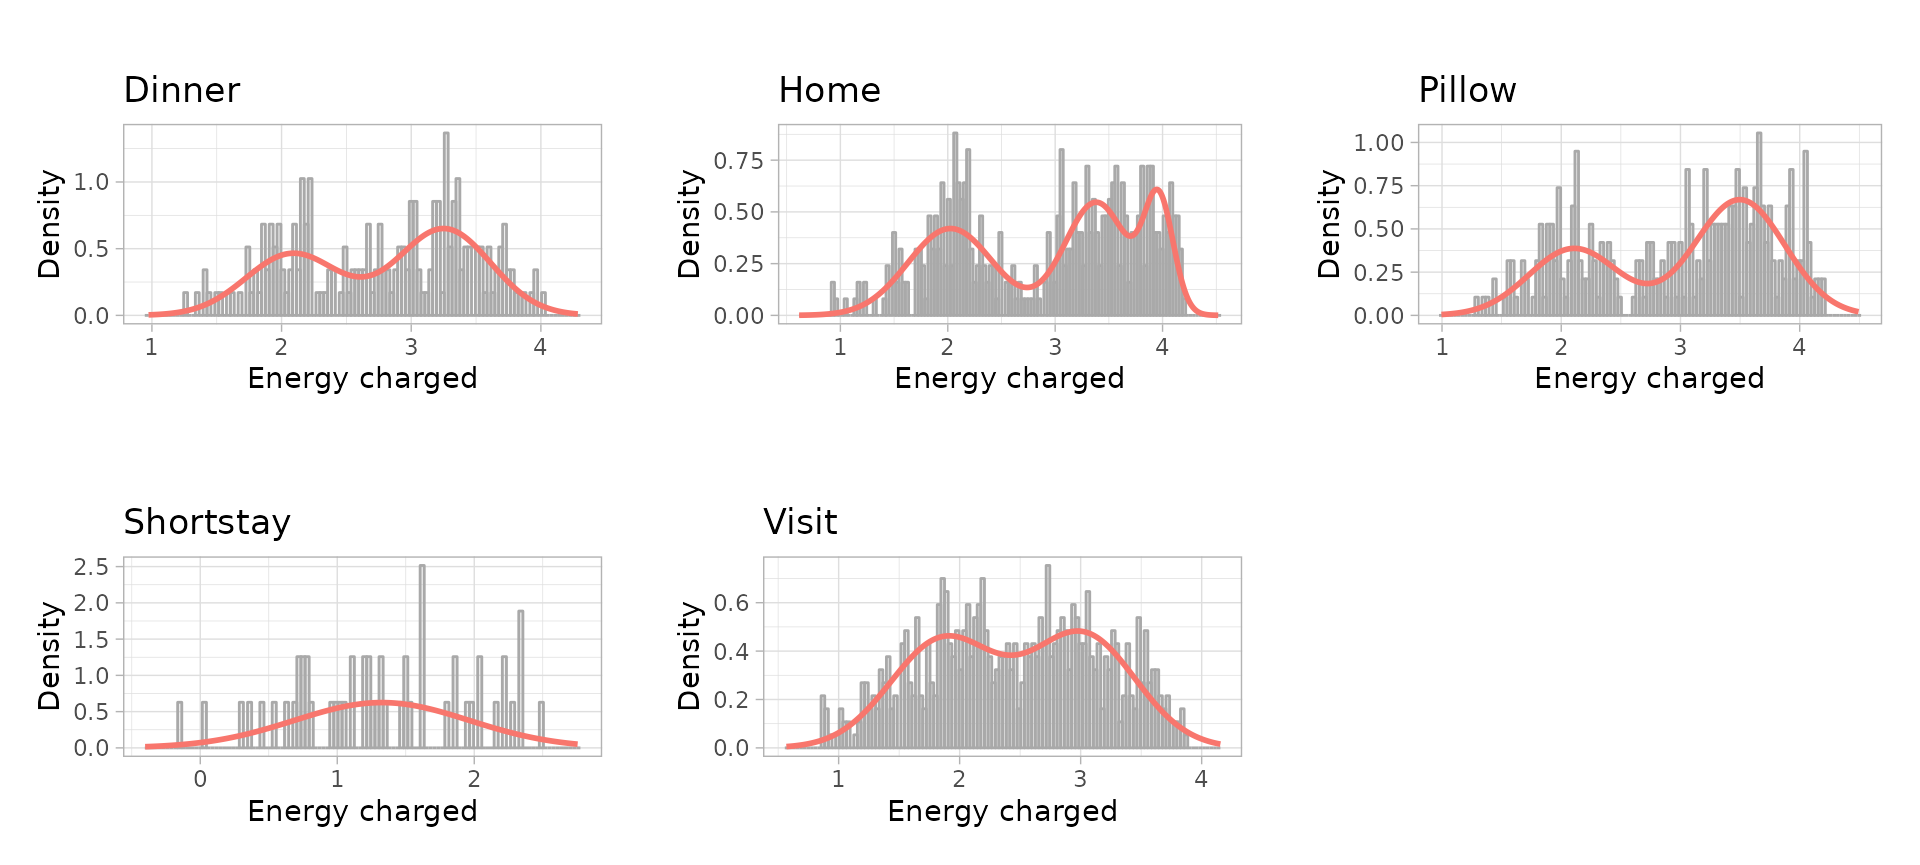 Dinner
Home
Pillow
Density
1.0
0.5
0.0
1 2 3 4
Energy charged
Density
0.75
0.50
0.25
0.00
1 2 3 4
Energy charged
Density
1.00
0.75
0.50
0.25
0.00
1 2 3 4
Energy charged
Shortstay
Visit
Density
2.5
2.0
1.5
1.0
0.5
0.0
0 1 2
Energy charged
Density
0.6
0.4
0.2
0.0
1 2 3 4
Energy charged